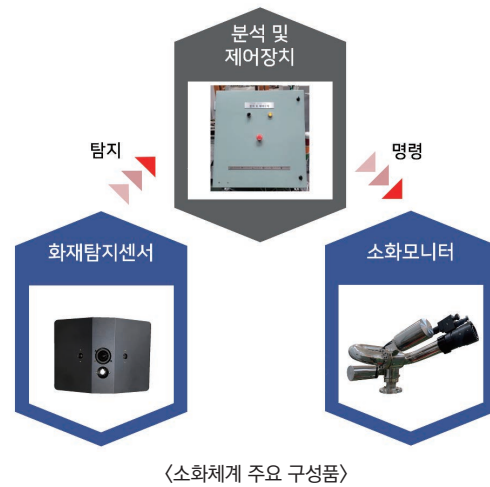 분석 및
제어장치
탐지
명령
화재탐지센서
소화모니터
〈소화체계 주요 구성품〉